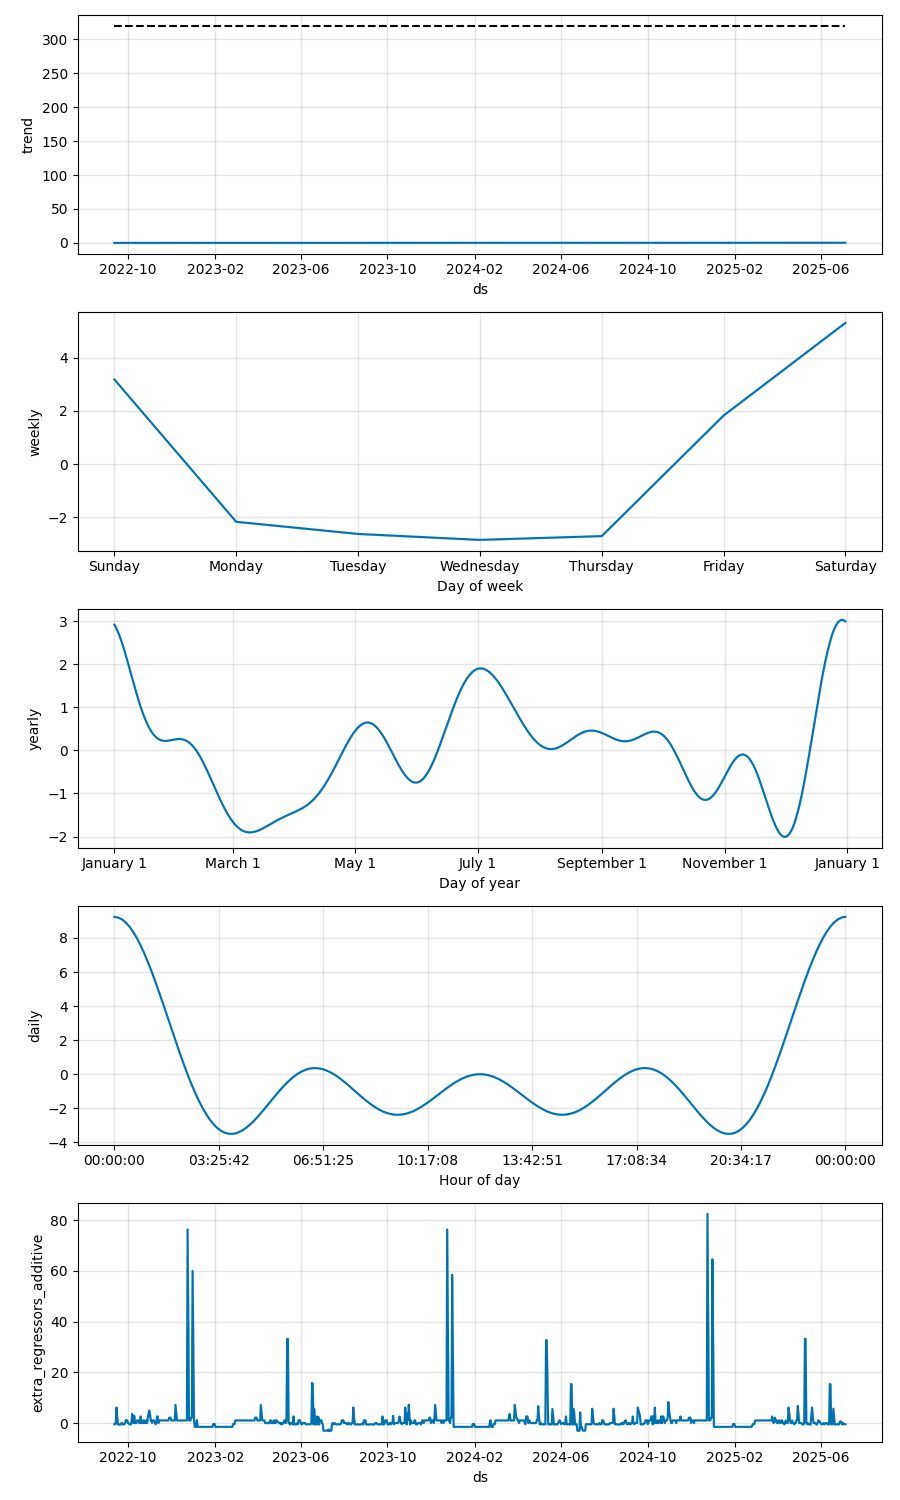 300
250
200
150
100
50
0
trend
2022-10 2023-02 2023-06 2023-10 2024-02 2024-06 2024-10 2025-02 2025-06
ds
4
2
0
−2
weekly
Sunday Monday Tuesday Wednesday Thursday Friday Saturday
Day of week
3
2
1
0
−1
−2
yearly
January 1 March 1 May 1 July 1 September 1 November 1 January 1
Day of year
8
6
4
2
0
−2
−4
daily
00:00:00 03:25:42 06:51:25 10:17:08 13:42:51 17:08:34 20:34:17 00:00:00
Hour of day
80
60
40
20
0
extra_regressors_additive
2022-10 2023-02 2023-06 2023-10 2024-02 2024-06 2024-10 2025-02 2025-06
ds